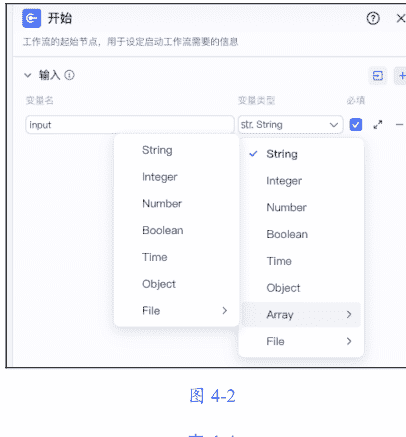 开始
工作流的起始节点，用于设定启动工作流需要的信息
输入
变量名 变量类型 必填
input str. String
String
Integer
Number
Boolean
Time
Object
File
String
Integer
Number
Boolean
Time
Object
Array
File
图 4-2